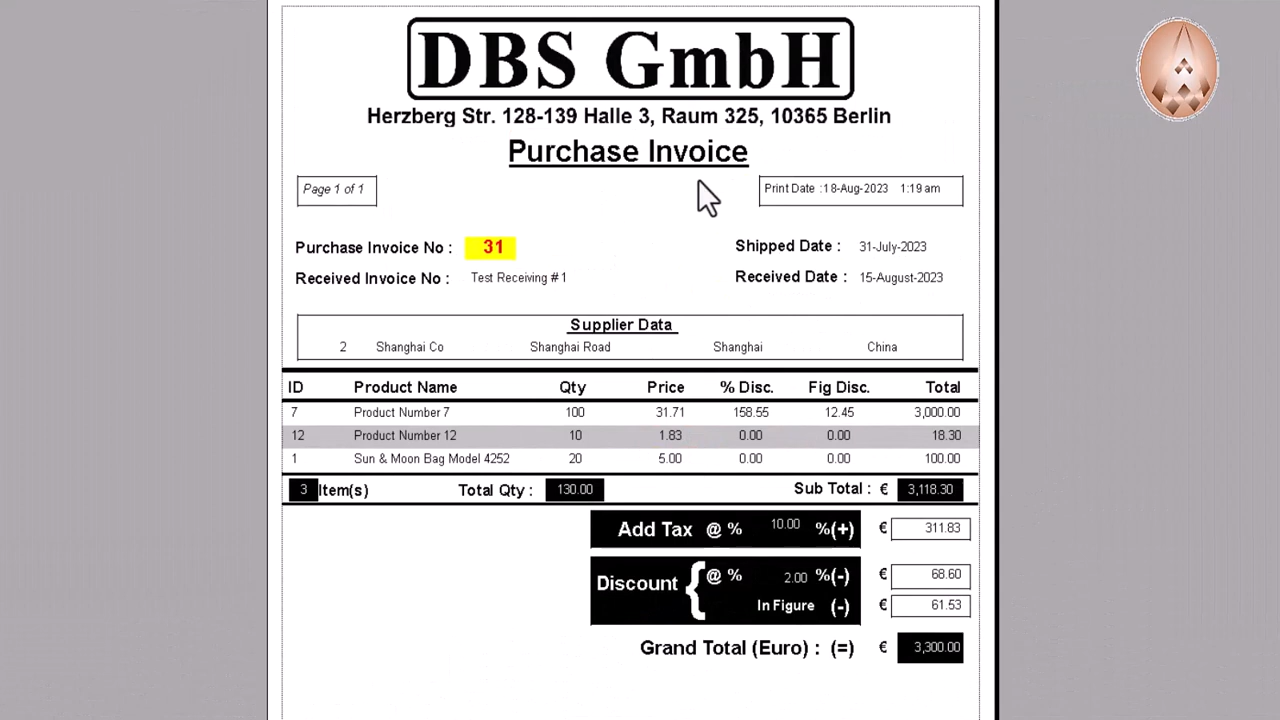 DBS GmbH
Herzberg Str. 128-139 Halle 3, Raum 325, 10365 Berlin
Purchase Invoice
Page 1 of 1
Print Date :18-Aug-2023 1:19 am
Purchase Invoice No : 31
Shipped Date : 31-July-2023
Received Invoice No : Test Receiving # 1
Received Date : 15-August-2023
Supplier Data
2 Shanghai Co Shanghai Road Shanghai China
ID Product Name Qty Price % Disc. Fig Disc. Total
7 Product Number 7 100 31.71 158.55 12.45 3,000.00
12 Product Number 12 10 1.83 0.00 0.00 18.30
1 Sun & Moon Bag Model 4252 20 5.00 0.00 0.00 100.00
3 Item(s) Total Qty : 130.00 Sub Total : € 3,118.30
Add Tax @ % 10.00 %(+) € 311.83
Discount { @ % 2.00 %(-) € 68.60
In Figure (-) € 61.53
Grand Total (Euro) : (=) € 3,300.00